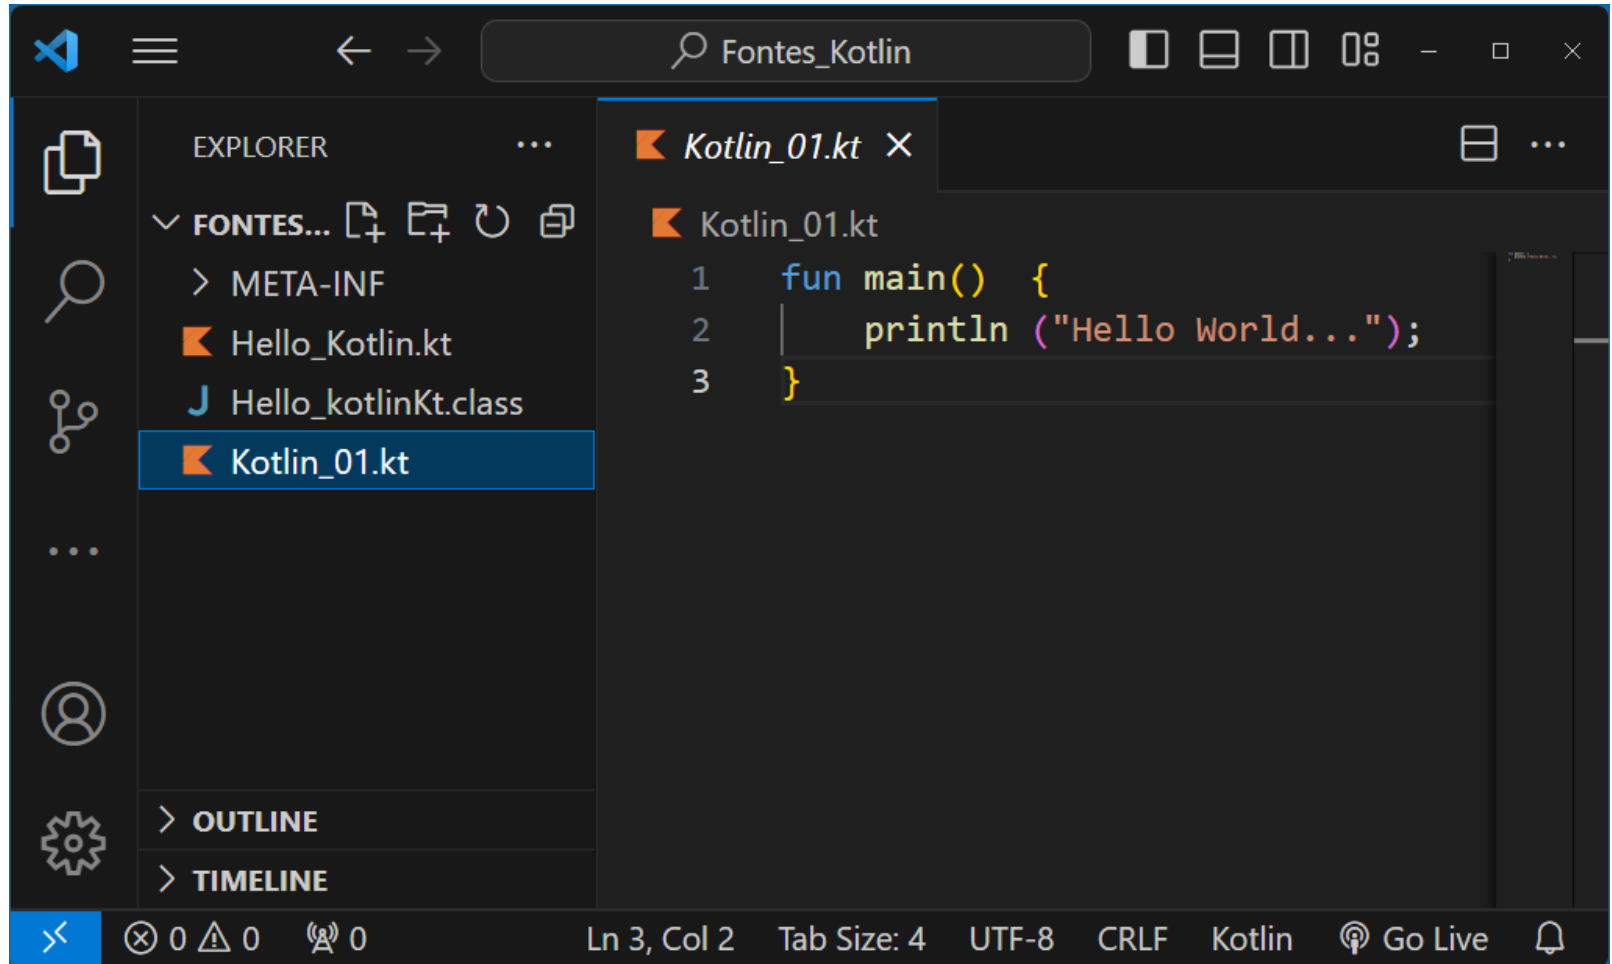 Fontes_Kotlin
EXPLORER
FONTES...
META-INF
Hello_Kotlin.kt
Hello_kotlinKt.class
Kotlin_01.kt
OUTLINE
TIMELINE
Kotlin_01.kt
Kotlin_01.kt
1 fun main()  {
2 println ("Hello World...");
3 }
0 0 0 Ln 3, Col 2 Tab Size: 4 UTF-8 CRLF Kotlin Go Live